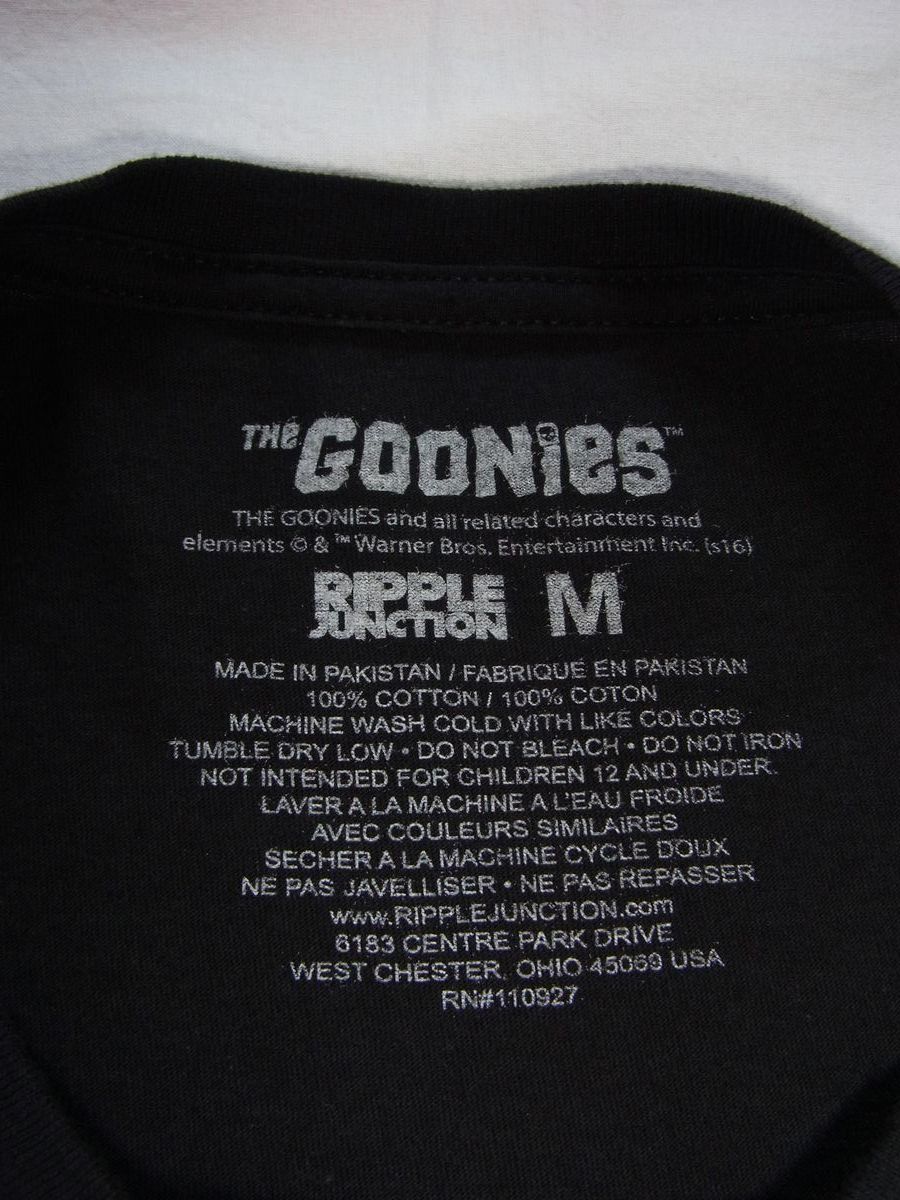 THE GOONIES™
THE GOONIES and all related characters and
elements © & ™ Warner Bros. Entertainment Inc. (s16)
RIPPLE JUNCTION M
MADE IN PAKISTAN / FABRIQUE EN PAKISTAN
100% COTTON / 100% COTON
MACHINE WASH COLD WITH LIKE COLORS
TUMBLE DRY LOW • DO NOT BLEACH • DO NOT IRON
NOT INTENDED FOR CHILDREN 12 AND UNDER.
LAVER A LA MACHINE A L'EAU FROIDE
AVEC COULEURS SIMILAIRES
SECHER A LA MACHINE CYCLE DOUX
NE PAS JAVELLISER • NE PAS REPASSER
www.RIPPLEJUNCTION.com
6183 CENTRE PARK DRIVE
WEST CHESTER, OHIO 45069 USA
RN#110927